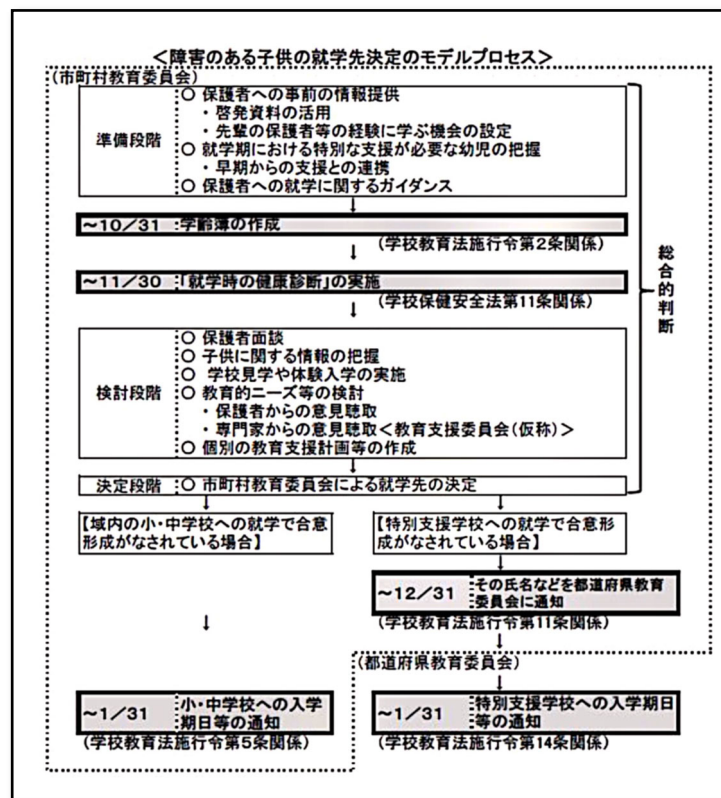 ＜障害のある子供の就学先決定のモデルプロセス＞
(市町村教育委員会)
準備段階
○ 保護者への事前の情報提供
・啓発資料の活用
・先輩の保護者等の経験に学ぶ機会の設定
○ 就学期における特別な支援が必要な幼児の把握
・早期からの支援との連携
○ 保護者への就学に関するガイダンス
↓
～10／31 学齢簿の作成
(学校教育法施行令第2条関係)
↓
～11／30 「就学時の健康診断」の実施
(学校保健安全法第11条関係)
↓
検討段階
○ 保護者面談
○ 子供に関する情報の把握
○ 学校見学や体験入学の実施
○ 教育的ニーズ等の検討
・保護者からの意見聴取
・専門家からの意見聴取＜教育支援委員会(仮称)＞
○ 個別の教育支援計画等の作成
↓
決定段階 ○ 市町村教育委員会による就学先の決定
総合的判断
↓ ↓
【域内の小・中学校への就学で合意
形成がなされている場合】
【特別支援学校への就学で合意形
成がなされている場合】
↓
～12／31 その氏名などを都道府県教育
委員会に通知
(学校教育法施行令第11条関係)
↓ ↓
(都道府県教育委員会)
↓ ↓
～1／31 小・中学校への入学
期日等の通知
(学校教育法施行令第5条関係)
～1／31 特別支援学校への入学期日
等の通知
(学校教育法施行令第14条関係)